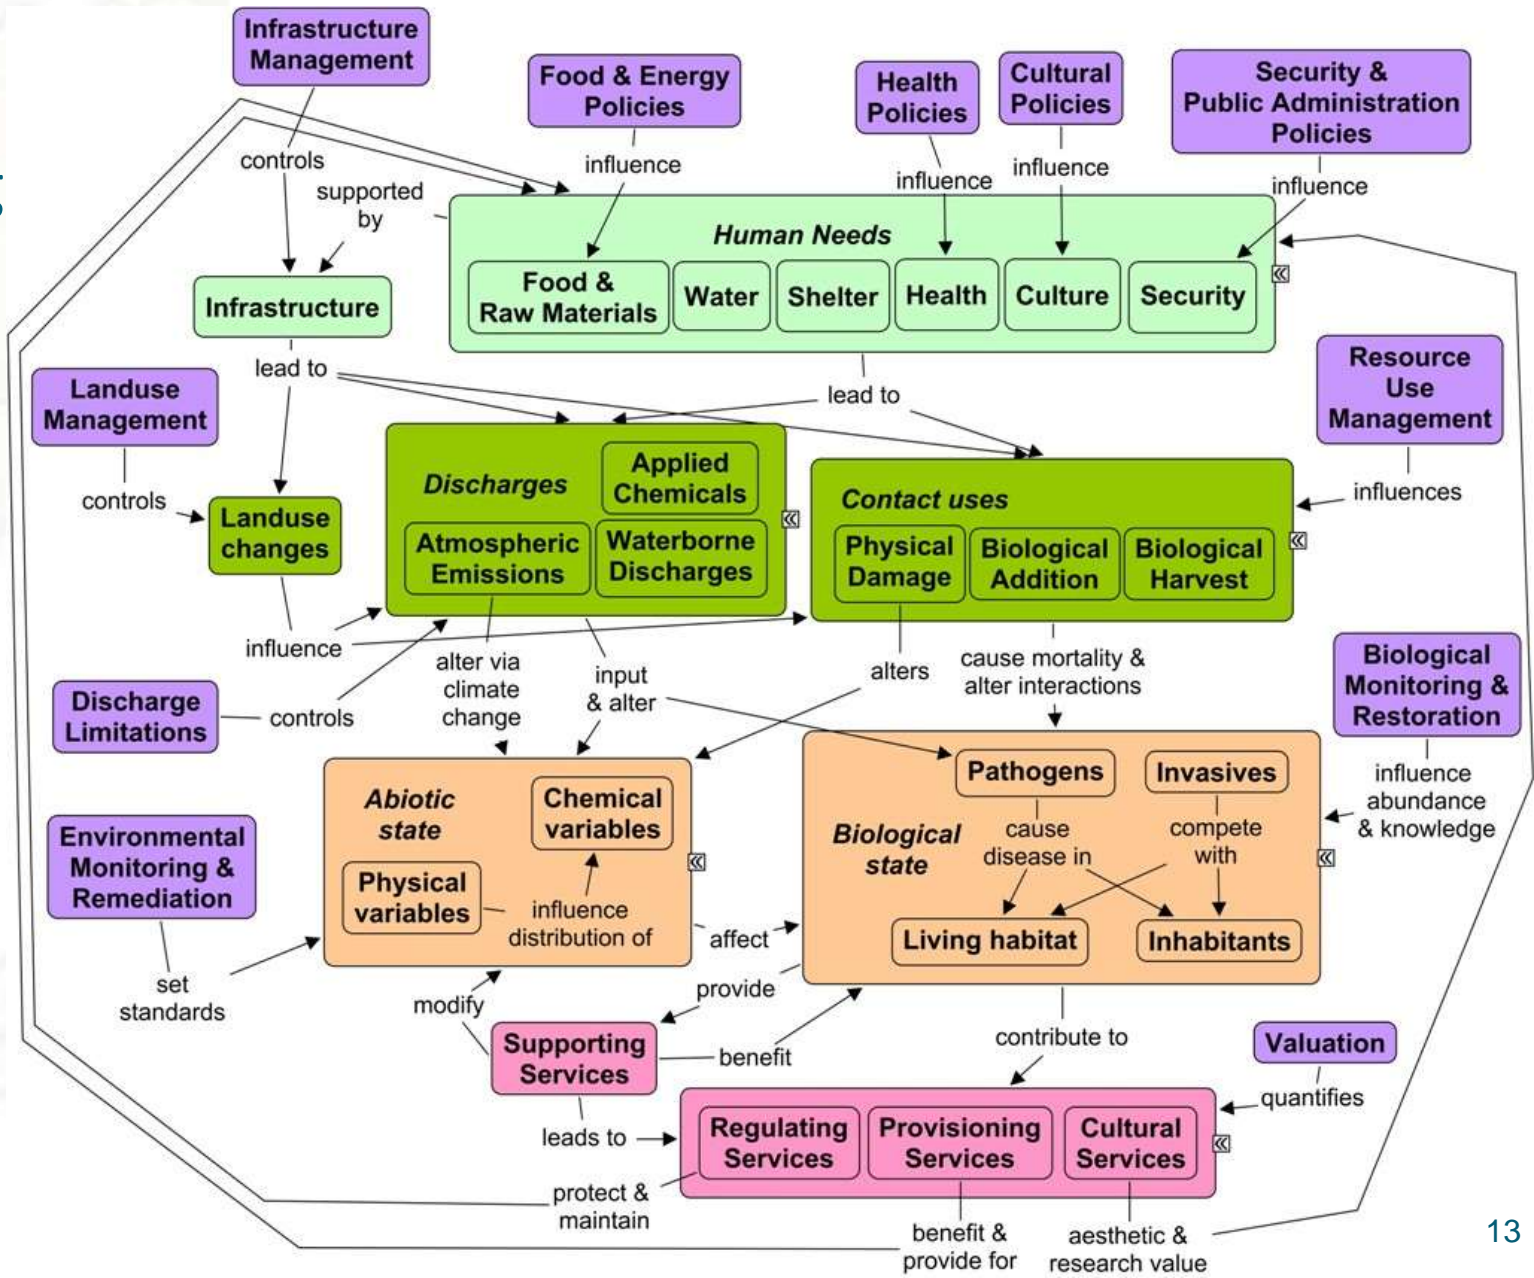 Infrastructure
Management
Food & Energy
Policies
Health
Policies
Cultural
Policies
Security &
Public Administration
Policies
controls
supported
by
influence
influence
influence
influence
Human Needs
Food &
Raw Materials
Water
Shelter
Health
Culture
Security
Infrastructure
lead to
lead to
Landuse
Management
Resource
Use
Management
controls
influences
Landuse
changes
Discharges
Applied
Chemicals
Atmospheric
Emissions
Waterborne
Discharges
Contact uses
Physical
Damage
Biological
Addition
Biological
Harvest
influence
alter via
climate
change
input
& alter
alters
cause mortality &
alter interactions
Discharge
Limitations
controls
Biological
Monitoring &
Restoration
influence
abundance
& knowledge
Abiotic
state
Chemical
variables
Physical
variables
influence
distribution of
Biological
state
Pathogens
Invasives
cause
disease in
compete
with
Living habitat
Inhabitants
Environmental
Monitoring &
Remediation
set
standards
affect
provide
modify
Supporting
Services
benefit
contribute to
Valuation
quantifies
leads to
Regulating
Services
Provisioning
Services
Cultural
Services
protect &
maintain
benefit &
provide for
aesthetic &
research value
13